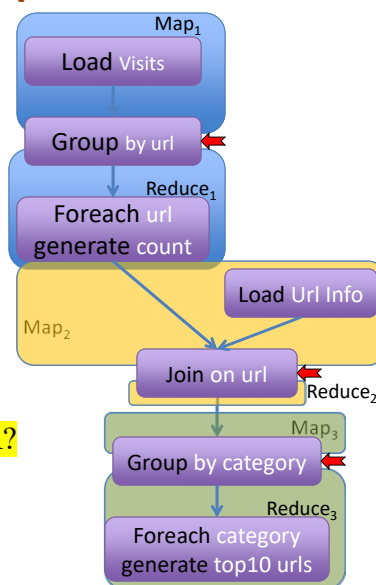 Map1
Load Visits
Group by url
Reduce1
Foreach url
generate count
Load Url Info
Map2
Join on url
Reduce2
?
Map3
Group by category
Reduce3
Foreach category
generate top10 urls